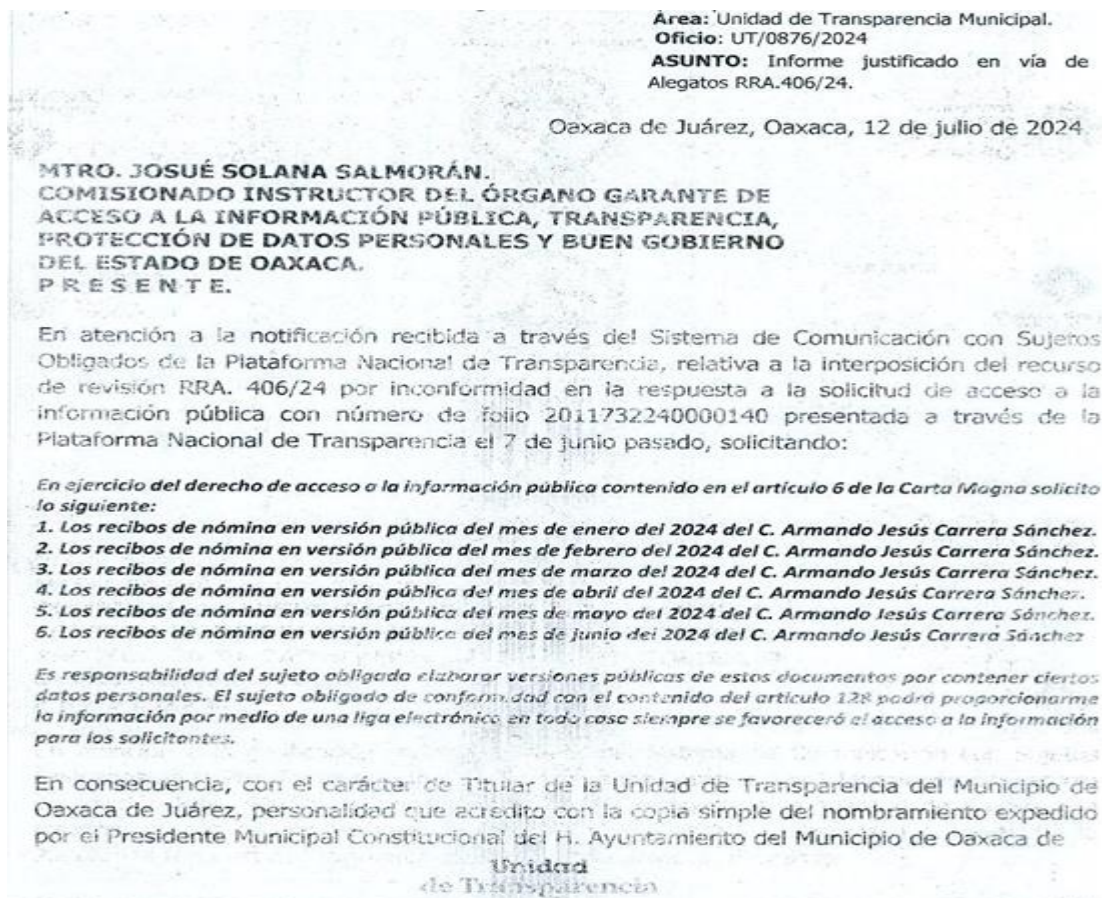 Área: Unidad de Transparencia Municipal.
Oficio: UT/0876/2024
ASUNTO: Informe justificado en vía de
Alegatos RRA.406/24.
Oaxaca de Juárez, Oaxaca, 12 de julio de 2024
MTRO. JOSUÉ SOLANA SALMORÁN.
COMISIONADO INSTRUCTOR DEL ÓRGANO GARANTE DE
ACCESO A LA INFORMACIÓN PÚBLICA, TRANSPARENCIA,
PROTECCIÓN DE DATOS PERSONALES Y BUEN GOBIERNO
DEL ESTADO DE OAXACA.
P R E S E N T E.
En atención a la notificación recibida a través del Sistema de Comunicación con Sujetos
Obligados de la Plataforma Nacional de Transparencia, relativa a la interposición del recurso
de revisión RRA. 406/24 por inconformidad en la respuesta a la solicitud de acceso a la
información pública con número de folio 2011732240000140 presentada a través de la
Plataforma Nacional de Transparencia el 7 de junio pasado, solicitando:
En ejercicio del derecho de acceso a la información pública contenido en el artículo 6 de la Carta Magna solicito
lo siguiente:
1. Los recibos de nómina en versión pública del mes de enero del 2024 del C. Armando Jesús Carrera Sánchez.
2. Los recibos de nómina en versión pública del mes de febrero del 2024 del C. Armando Jesús Carrera Sánchez.
3. Los recibos de nómina en versión pública del mes de marzo del 2024 del C. Armando Jesús Carrera Sánchez.
4. Los recibos de nómina en versión pública del mes de abril del 2024 del C. Armando Jesús Carrera Sánchez.
5. Los recibos de nómina en versión pública del mes de mayo del 2024 del C. Armando Jesús Carrera Sánchez.
6. Los recibos de nómina en versión pública del mes de junio del 2024 del C. Armando Jesús Carrera Sánchez
Es responsabilidad del sujeto obligado elaborar versiones públicas de estos documentos por contener ciertos
datos personales. El sujeto obligado de conformidad con el contenido del artículo 128 podrá proporcionarme
la información por medio de una liga electrónica en todo caso siempre se favorecerá el acceso a la información
para los solicitantes.
En consecuencia, con el carácter de Titular de la Unidad de Transparencia del Municipio de
Oaxaca de Juárez, personalidad que acredito con la copia simple del nombramiento expedido
por el Presidente Municipal Constitucional del H. Ayuntamiento del Municipio de Oaxaca de
Unidad
de Transparencia